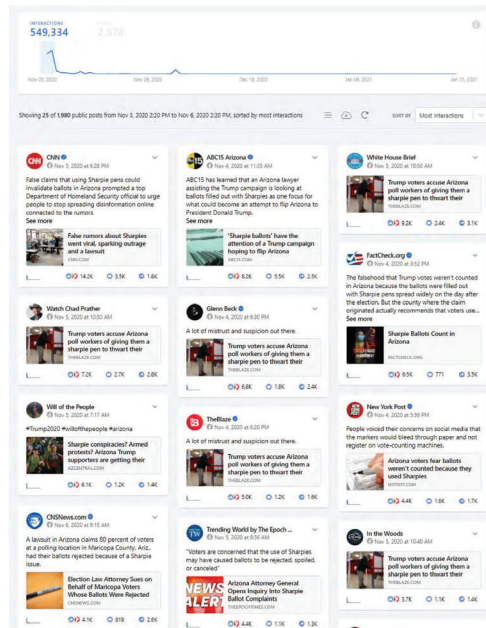 INTERACTIONS
549,334
2,578
Nov 03, 2020
Nov 28, 2020
Dec 18, 2020
Jan 08, 2021
Jan 31, 2021
Showing 25 of 1,980 public posts from Nov 3, 2020 2:20 PM to Nov 6, 2020 2:20 PM, sorted by most interactions
SORT BY
Most Interactions
CNN
CNN
Nov 5, 2020 at 6:28 PM
False claims that using Sharpie pens could
invalidate ballots in Arizona prompted a top
Department of Homeland Security official to urge
people to stop spreading disinformation online
connected to the rumors
See more
False rumors about Sharpies
went viral, sparking outrage
and a lawsuit
CNN.COM
14.2K
3.5K
1.8K
Watch Chad Prather
Nov 5, 2020 at 10:50 AM
Trump voters accuse Arizona
poll workers of giving them a
sharpie pen to thwart their
THEBLAZE.COM
7.2K
2.7K
2.8K
Will of the People
Nov 5, 2020 at 7:17 AM
#Trump2020 #willofthepeople #arizona
Sharpie conspiracies? Armed
protests? Arizona Trump
supporters are getting their
AZCENTRAL.COM
6.1K
1.2K
1.4K
CNSNews.com
Nov 6, 2020 at 9:15 AM
A lawsuit in Arizona claims 80 percent of voters
at a polling location in Maricopa County, Ariz.,
had their ballots rejected because of a Sharpie
issue.
Election Law Attorney Sues on
Behalf of Maricopa Voters
Whose Ballots Were Rejected
CNSNEWS.COM
4.1K
819
2.8K
abc15
ABC15 Arizona
Nov 4, 2020 at 11:35 AM
ABC15 has learned that an Arizona lawyer
assisting the Trump campaign is looking at
ballots filled out with Sharpies as one focus for
what could become an attempt to flip Arizona to
President Donald Trump.
See more
'Sharpie ballots' have the
attention of a Trump campaign
hoping to flip Arizona
ABC15.COM
8.2K
5.5K
2.5K
Glenn Beck
Nov 4, 2020 at 6:30 PM
A lot of mistrust and suspicion out there.
Trump voters accuse Arizona
poll workers of giving them a
sharpie pen to thwart their
THEBLAZE.COM
6.8K
1.8K
2.4K
TheBlaze
Nov 4, 2020 at 6:20 PM
A lot of mistrust and suspicion out there.
Trump voters accuse Arizona
poll workers of giving them a
sharpie pen to thwart their
THEBLAZE.COM
5.0K
1.2K
1.6K
TW
Trending World by The Epoch ...
Nov 5, 2020 at 8:56 AM
"Voters are concerned that the use of Sharpies
may have caused ballots to be rejected, spoiled,
or canceled"
NEWS
ALERT
Arizona Attorney General
Opens Inquiry Into Sharpie
Ballot Complaints
THEEPOCHTIMES.COM
4.4K
1.1K
1.3K
White House Brief
Nov 5, 2020 at 10:50 AM
Trump voters accuse Arizona
poll workers of giving them a
sharpie pen to thwart their
THEBLAZE.COM
9.2K
2.4K
3.1K
FactCheck.org
Nov 4, 2020 at 3:52 PM
The falsehood that Trump votes weren't counted
in Arizona because the ballots were filled out
with Sharpie pens spread widely on the day after
the election. But the county where the claim
originated actually recommends that voters use...
See more
Sharpie Ballots Count in
Arizona
FACTCHECK.ORG
6.5K
771
3.5K
New York Post
Nov 4, 2020 at 5:36 PM
People voiced their concerns on social media that
the markers would bleed through paper and not
register on vote-counting machines.
Arizona voters fear ballots
weren't counted because they
used Sharpies
NYPOST.COM
4.4K
1.6K
1.7K
In the Woods
Nov 5, 2020 at 10:40 AM
Trump voters accuse Arizona
poll workers of giving them a
sharpie pen to thwart their
THEBLAZE.COM
3.7K
1.1K
1.4K